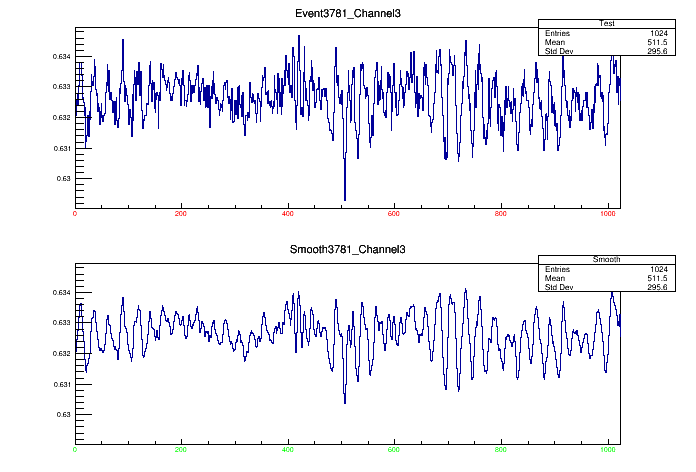 Event3781_Channel3
Test
Entries 1024
Mean 511.5
Std Dev 295.6
0.634
0.633
0.632
0.631
0.63
0 200 400 600 800 1000
Smooth3781_Channel3
Smooth
Entries 1024
Mean 511.5
Std Dev 295.6
0.634
0.633
0.632
0.631
0.63
0 200 400 600 800 1000